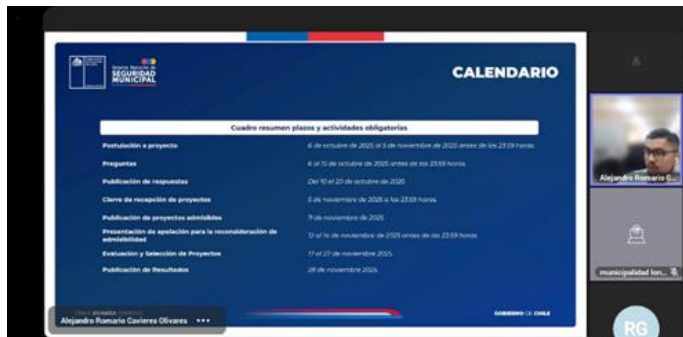 Sistema Nacional de
SEGURIDAD
MUNICIPAL
CALENDARIO
Cuadro resumen plazos y actividades obligatorias
Postulación a proyecto 6 de octubre de 2025 al 5 de noviembre de 2025 antes de las 23:59 horas.
Preguntas 6 al 15 de octubre de 2025 antes de las 23:59 horas.
Publicación de respuestas Del 10 al 23 de octubre de 2025.
Cierre de recepción de proyectos 5 de noviembre de 2025 a las 23:59 horas.
Publicación de proyectos admisibles 11 de noviembre de 2025.
Presentación de apelación para la reconsideración de
admisibilidad 12 al 14 de noviembre de 2025 antes de las 23:59 horas.
Evaluación y Selección de Proyectos 17 al 27 de noviembre 2025.
Publicación de Resultados 28 de noviembre 2025.
GOBIERNO DE CHILE
Alejandro Romario Cavieres Olivares •••
Alejandro Romario C...
municipalidad lon...
RG